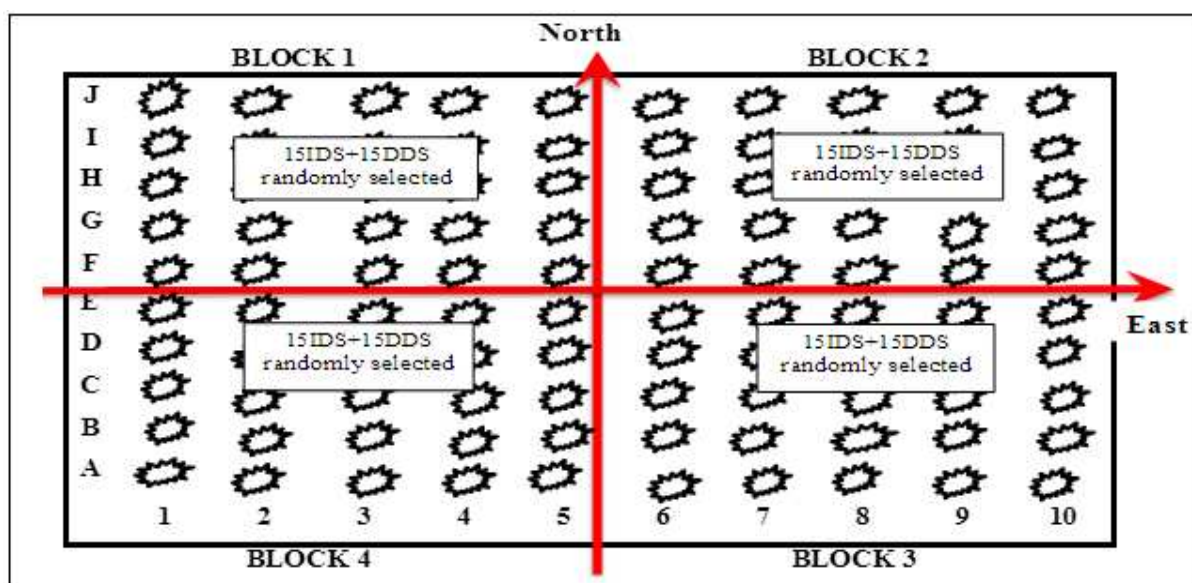 North
BLOCK 1
BLOCK 2
J
I
15IDS+15DDS
randomly selected
15IDS+15DDS
randomly selected
H
G
F
E
East
15IDS+15DDS
randomly selected
15IDS+15DDS
randomly selected
D
C
B
A
1 2 3 4 5 6 7 8 9 10
BLOCK 4
BLOCK 3